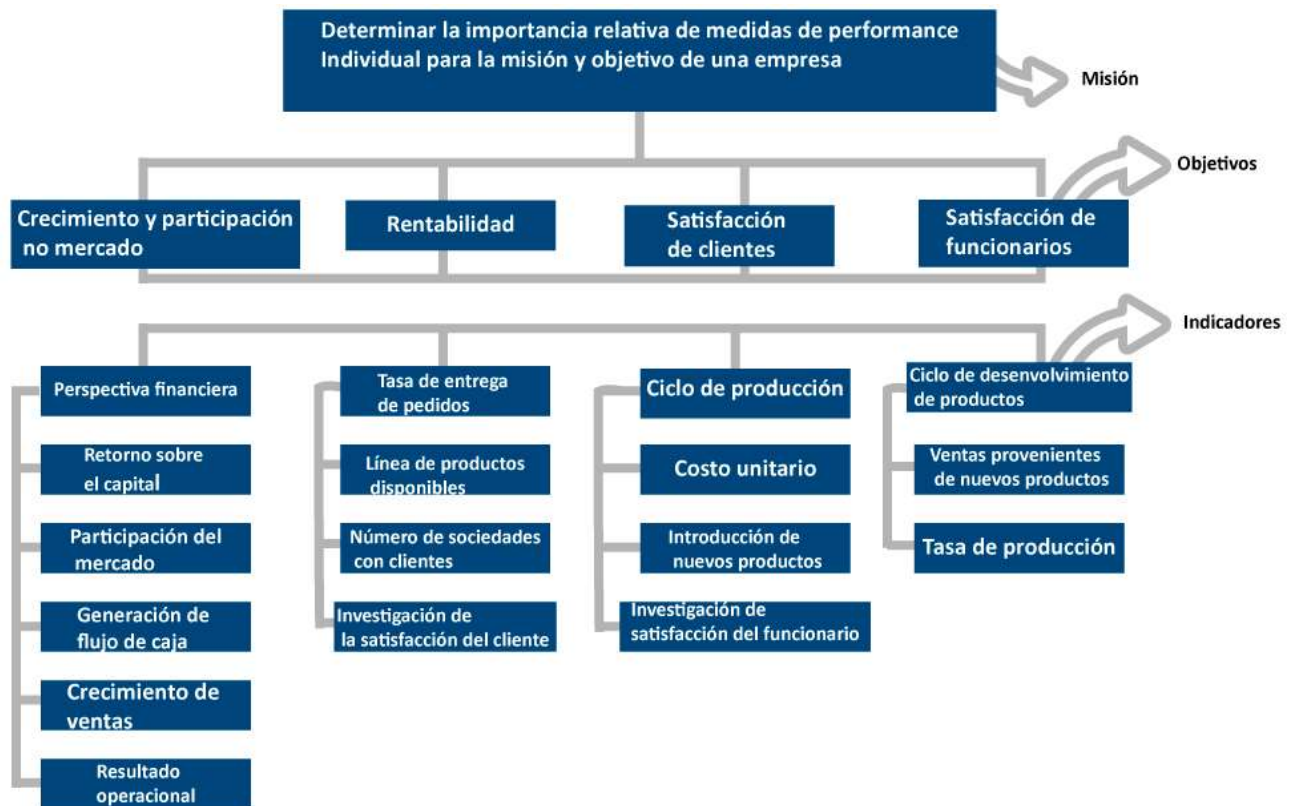 Determinar la importancia relativa de medidas de performance
Individual para la misión y objetivo de una empresa
Misión
Objetivos
Crecimiento y participación
no mercado
Rentabilidad
Satisfacción
de clientes
Satisfacción de
funcionarios
Indicadores
Perspectiva financiera
Retorno sobre
el capital
Participación del
mercado
Generación de
flujo de caja
Crecimiento de
ventas
Resultado
operacional
Tasa de entrega
de pedidos
Línea de productos
disponibles
Número de sociedades
con clientes
Investigación de
la satisfacción del cliente
Ciclo de producción
Costo unitario
Introducción de
nuevos productos
Investigación de
satisfacción del funcionario
Ciclo de desenvolvimiento
de productos
Ventas provenientes
de nuevos productos
Tasa de producción